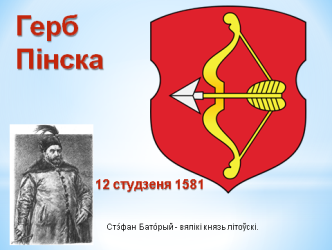 Герб
Пінска
12 студзеня 1581
Стэ́фан Бато́рый - вялікі князь літоўскі.